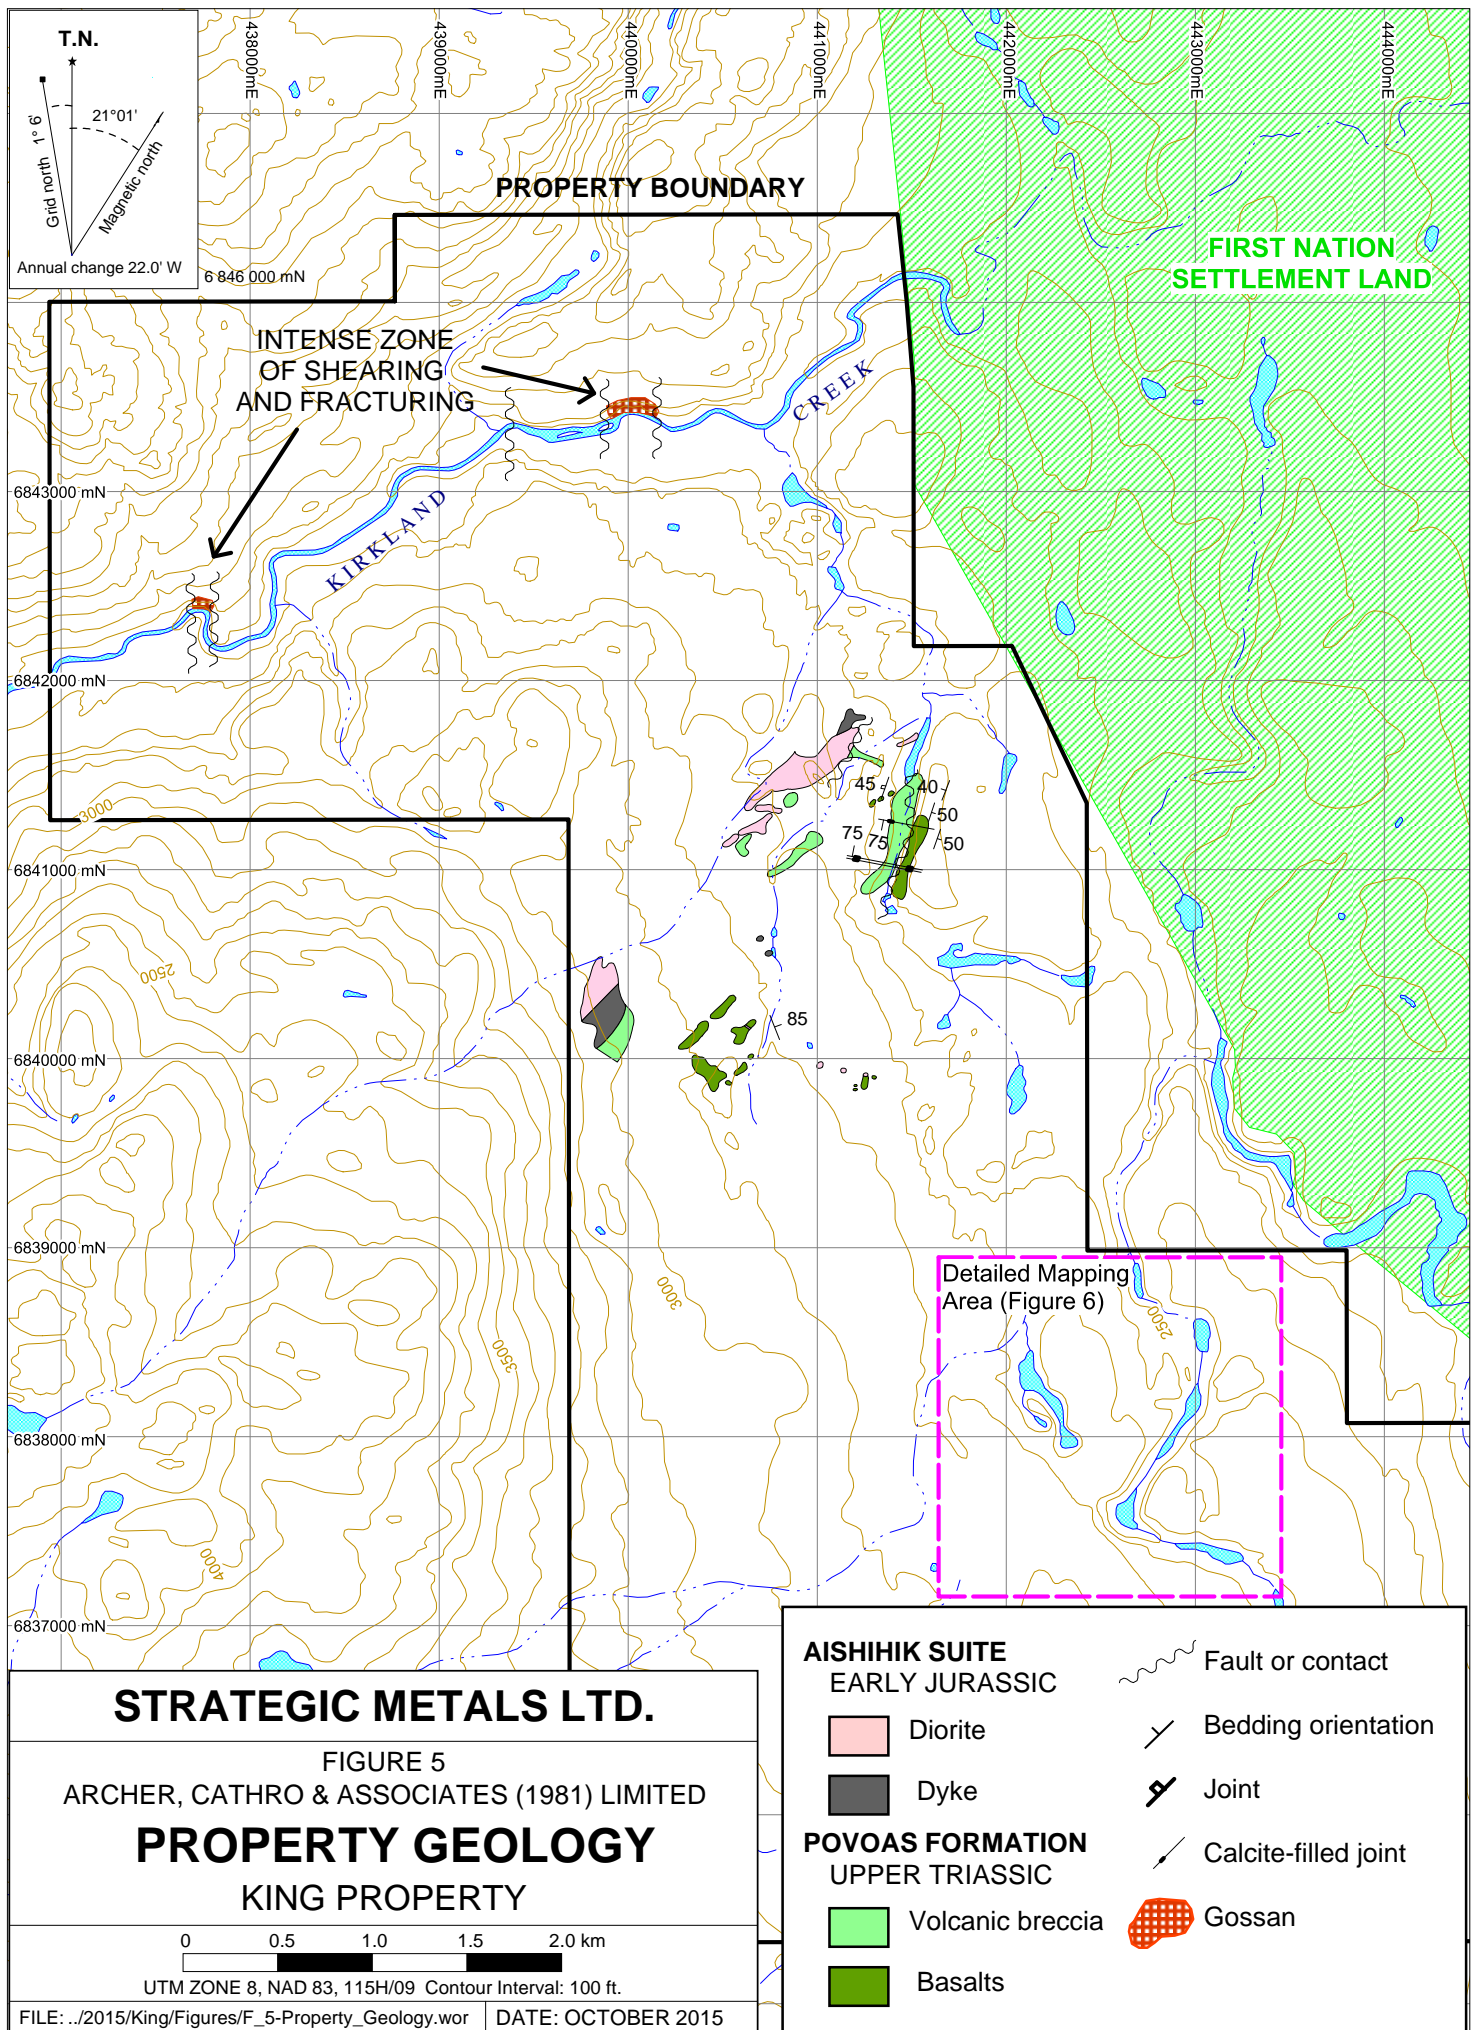 T.N.
21°01'
Grid north 1° 6'
Magnetic north
Annual change 22.0' W
438000mE
439000mE
440000mE
441000mE
442000mE
443000mE
444000mE
PROPERTY BOUNDARY
FIRST NATION
SETTLEMENT LAND
6 846 000 mN
INTENSE ZONE
OF SHEARING
AND FRACTURING
CREEK
KIRKLAND
6843000 mN
6842000 mN
3000
45
40
50
75
75
50
6841000 mN
2500
85
6840000 mN
6839000 mN
Detailed Mapping
Area (Figure 6)
3000
2500
3500
6838000 mN
4000
6837000 mN
STRATEGIC METALS LTD.
FIGURE 5
ARCHER, CATHRO & ASSOCIATES (1981) LIMITED
PROPERTY GEOLOGY
KING PROPERTY
0 0.5 1.0 1.5 2.0 km
UTM ZONE 8, NAD 83, 115H/09 Contour Interval: 100 ft.
FILE: ../2015/King/Figures/F_5-Property_Geology.wor
DATE: OCTOBER 2015
AISHIHIK SUITE
EARLY JURASSIC
Diorite
Dyke
POVOAS FORMATION
UPPER TRIASSIC
Volcanic breccia
Basalts
Fault or contact
Bedding orientation
Joint
Calcite-filled joint
Gossan